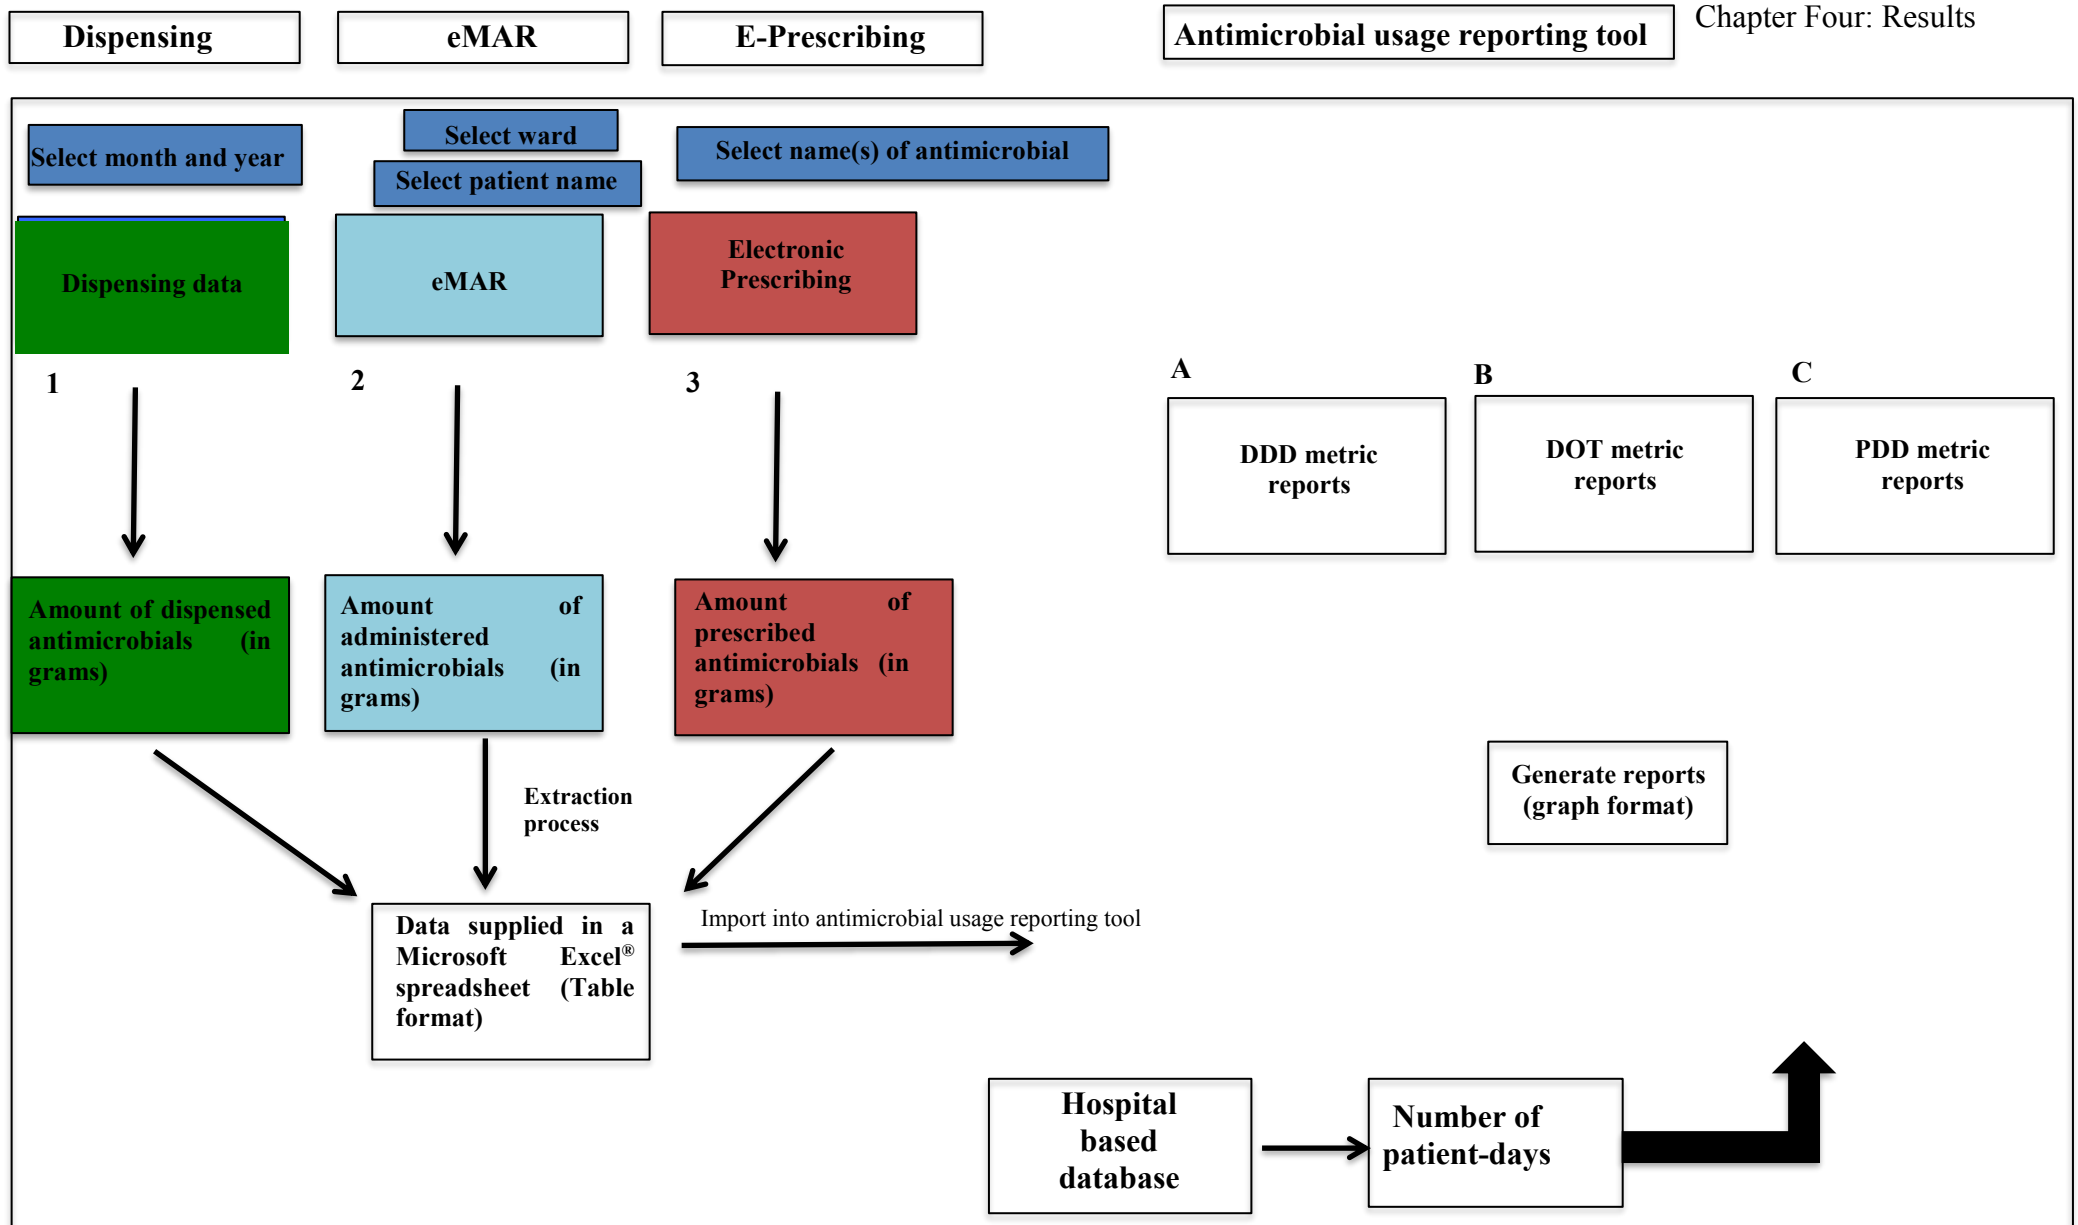 Chapter Four: Results
Dispensing
eMAR
E-Prescribing
Antimicrobial usage reporting tool
Select month and year
Select ward
Select patient name
Select name(s) of antimicrobial
Dispensing data
eMAR
Electronic
Prescribing
1
2
3
A
B
C
DDD metric
reports
DOT metric
reports
PDD metric
reports
Amount of dispensed
antimicrobials (in
grams)
Amount of
administered
antimicrobials (in
grams)
Amount of
prescribed
antimicrobials (in
grams)
Extraction
process
Generate reports
(graph format)
Data supplied in a
Microsoft Excel®
spreadsheet (Table
format)
Import into antimicrobial usage reporting tool
Hospital
based
database
Number of
patient-days